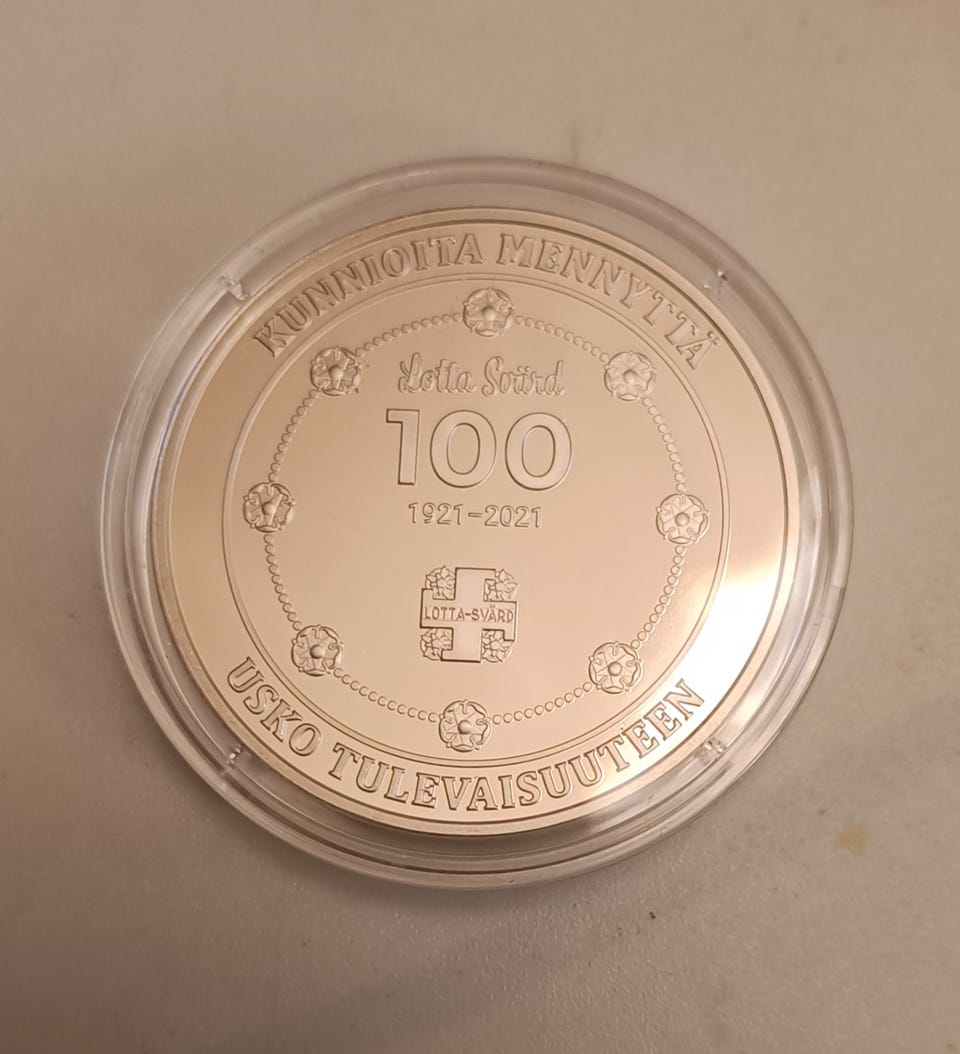 KUNNIOITA MENNYTTÄ
Lotta Svärd
100
1921-2021
LOTTA-SVÄRD
USKO TULEVAISUUTEEN